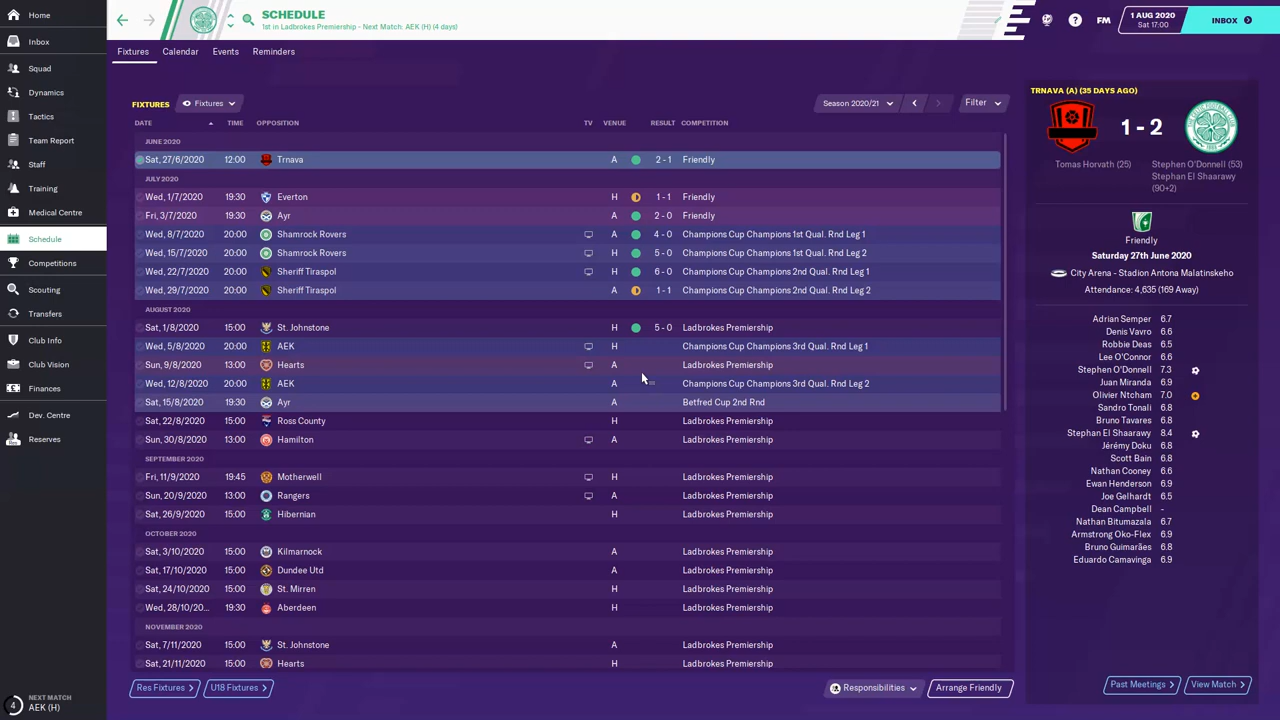 SCHEDULE
1st in Ladbrokes Premiership - Next Match: AEK (H) (4 days)
? FM
1 AUG 2020
Sat 17:00
INBOX
Home
Inbox
Squad
Dynamics
Tactics
Team Report
Staff
Training
Medical Centre
Schedule
Competitions
Scouting
Transfers
Club Info
Club Vision
Finances
Dev. Centre
Reserves
4
NEXT MATCH
AEK (H)
Fixtures Calendar Events Reminders
FIXTURES Fixtures Season 2020/21 Filter
DATE TIME OPPOSITION TV VENUE RESULT COMPETITION
JUNE 2020
Sat, 27/6/2020 12:00 Trnava A 2 - 1 Friendly
JULY 2020
Wed, 1/7/2020 19:30 Everton H 1 - 1 Friendly
Fri, 3/7/2020 19:30 Ayr A 2 - 0 Friendly
Wed, 8/7/2020 20:00 Shamrock Rovers A 4 - 0 Champions Cup Champions 1st Qual. Rnd Leg 1
Wed, 15/7/2020 20:00 Shamrock Rovers H 5 - 0 Champions Cup Champions 1st Qual. Rnd Leg 2
Wed, 22/7/2020 20:00 Sheriff Tiraspol H 6 - 0 Champions Cup Champions 2nd Qual. Rnd Leg 1
Wed, 29/7/2020 20:00 Sheriff Tiraspol A 1 - 1 Champions Cup Champions 2nd Qual. Rnd Leg 2
AUGUST 2020
Sat, 1/8/2020 15:00 St. Johnstone H 5 - 0 Ladbrokes Premiership
Wed, 5/8/2020 20:00 AEK H Champions Cup Champions 3rd Qual. Rnd Leg 1
Sun, 9/8/2020 13:00 Hearts A Ladbrokes Premiership
Wed, 12/8/2020 20:00 AEK A Champions Cup Champions 3rd Qual. Rnd Leg 2
Sat, 15/8/2020 19:30 Ayr A Betfred Cup 2nd Rnd
Sat, 22/8/2020 15:00 Ross County H Ladbrokes Premiership
Sun, 30/8/2020 13:00 Hamilton A Ladbrokes Premiership
SEPTEMBER 2020
Fri, 11/9/2020 19:45 Motherwell H Ladbrokes Premiership
Sun, 20/9/2020 13:00 Rangers A Ladbrokes Premiership
Sat, 26/9/2020 15:00 Hibernian H Ladbrokes Premiership
OCTOBER 2020
Sat, 3/10/2020 15:00 Kilmarnock A Ladbrokes Premiership
Sat, 17/10/2020 15:00 Dundee Utd A Ladbrokes Premiership
Sat, 24/10/2020 15:00 St. Mirren H Ladbrokes Premiership
Wed, 28/10/20... 19:30 Aberdeen H Ladbrokes Premiership
NOVEMBER 2020
Sat, 7/11/2020 15:00 St. Johnstone A Ladbrokes Premiership
Sat, 21/11/2020 15:00 Hearts H Ladbrokes Premiership
Res Fixtures U18 Fixtures Responsibilities Arrange Friendly
TRNAVA (A) (35 DAYS AGO)
1 - 2
Tomas Horvath (25) Stephen O'Donnell (53)
Stephan El Shaarawy
(90+2)
Friendly
Saturday 27th June 2020
City Arena - Stadion Antona Malatinskeho
Attendance: 4,635 (169 Away)
Adrian Semper 6.7
Denis Vavro 6.6
Robbie Deas 6.5
Lee O'Connor 6.6
Stephen O'Donnell 7.3
Juan Miranda 6.9
Olivier Ntcham 7.0
Sandro Tonali 6.8
Bruno Tavares 6.8
Stephan El Shaarawy 8.4
Jérémy Doku 6.8
Scott Bain 6.8
Nathan Cooney 6.6
Ewan Henderson 6.9
Joe Gelhardt 6.5
Dean Campbell -
Nathan Bitumazala 6.7
Armstrong Oko-Flex 6.9
Bruno Guimarães 6.8
Eduardo Camavinga 6.9
Past Meetings View Match